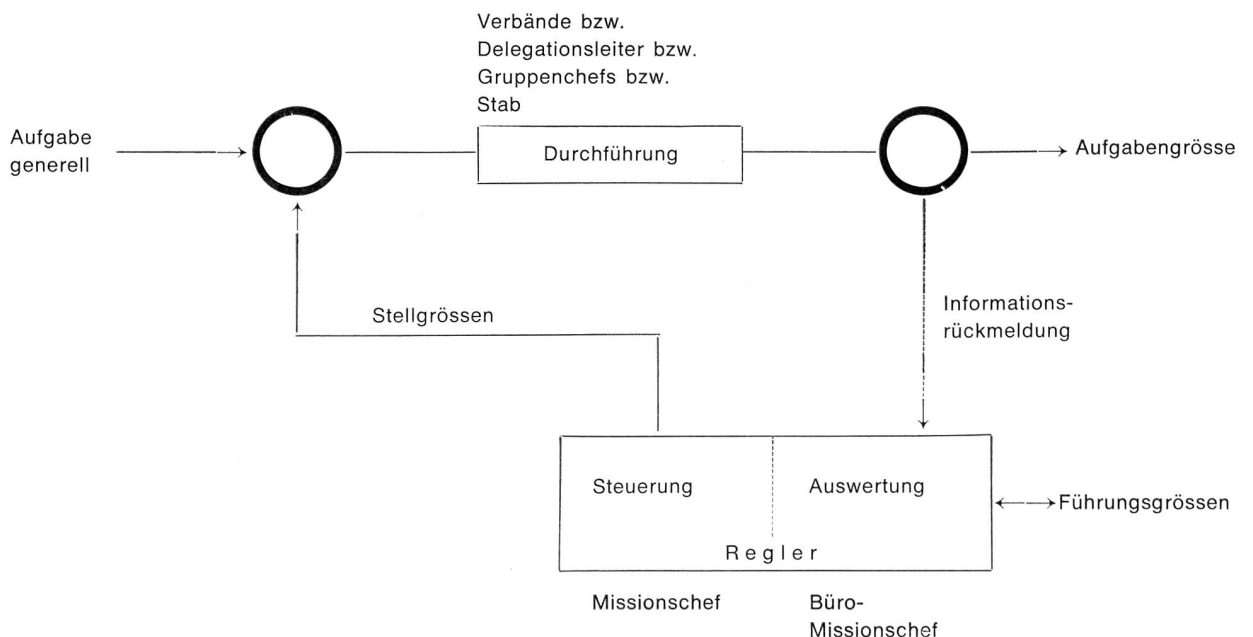 Verbände bzw.
Delegationsleiter bzw.
Gruppenchefs bzw.
Stab
Aufgabe
generell
Durchführung
Aufgabengrösse
Stellgrössen
Informations-
rückmeldung
Steuerung
Auswertung
Führungsgrössen
Regler
Missionschef
Büro-
Missionschef